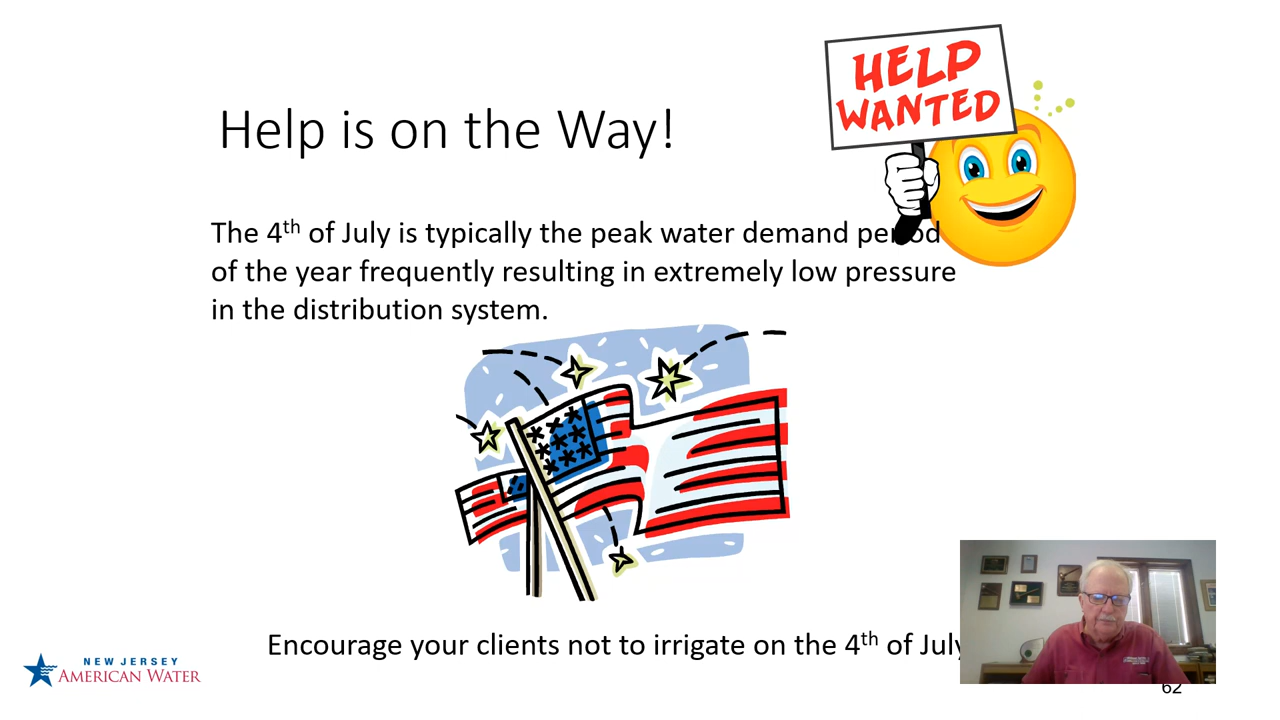 HELP
WANTED
Help is on the Way!
The 4th of July is typically the peak water demand period
of the year frequently resulting in extremely low pressure
in the distribution system.
Encourage your clients not to irrigate on the 4th of July
NEW JERSEY
AMERICAN WATER
62